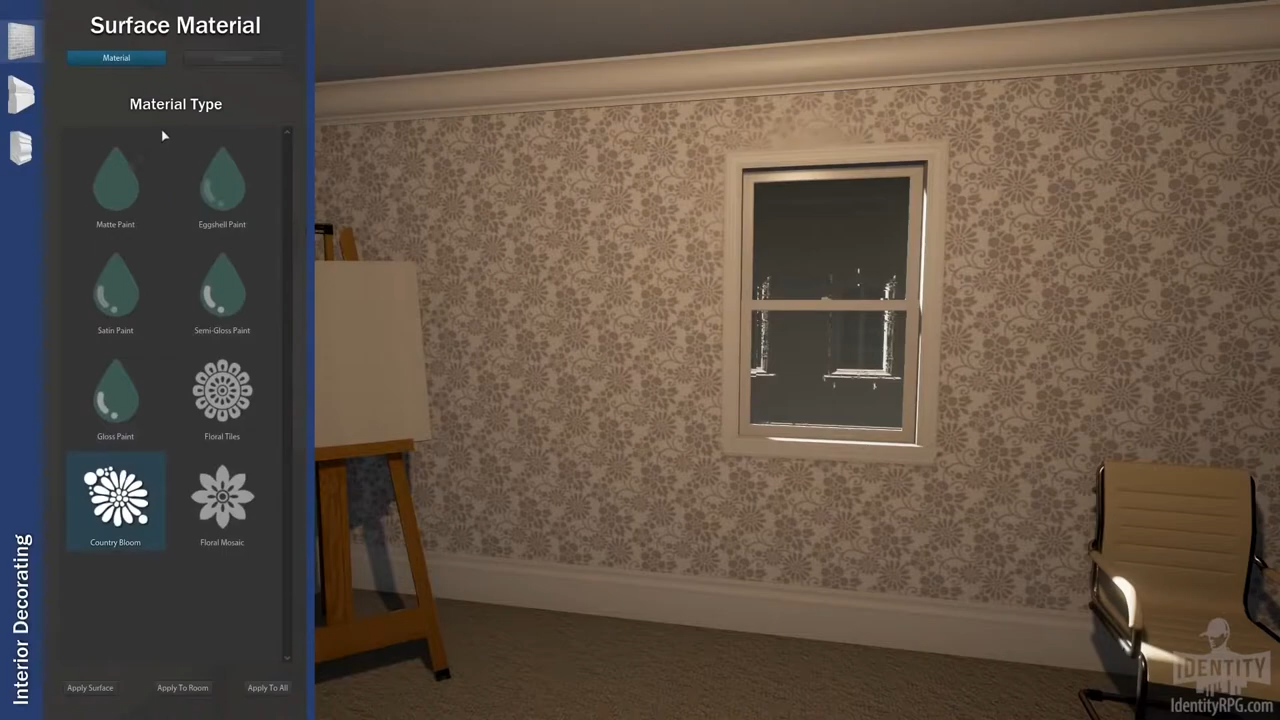 Surface Material
Material
Material Type
Matte Paint
Eggshell Paint
Satin Paint
Semi-Gloss Paint
Gloss Paint
Floral Tiles
Country Bloom
Floral Mosaic
Apply Surface
Apply To Room
Apply To All
Interior Decorating
IDENTITY
IdentityRPG.com